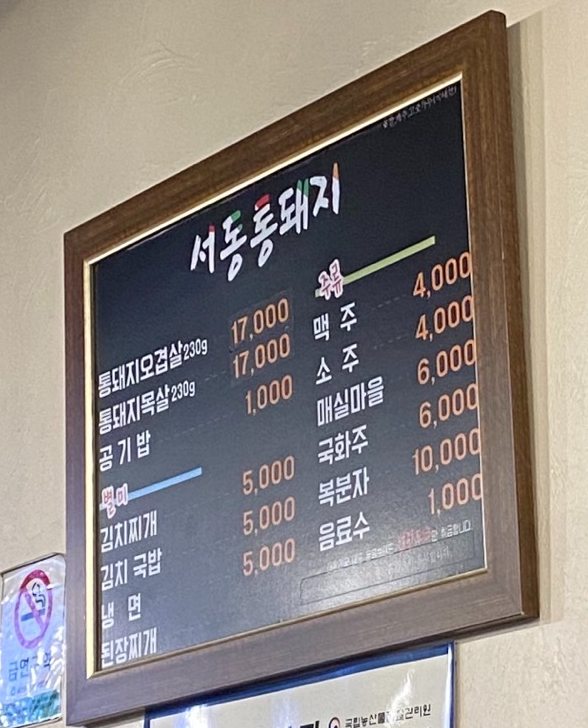 서동통돼지
통돼지오겹살230g 17,000
통돼지목살230g 17,000
공기밥 1,000
별미
김치찌개 5,000
김치 국밥 5,000
냉 면 5,000
된장찌개
주류
맥 주 4,000
소 주 4,000
매실마을 6,000
국화주 6,000
복분자 10,000
음료수 1,000